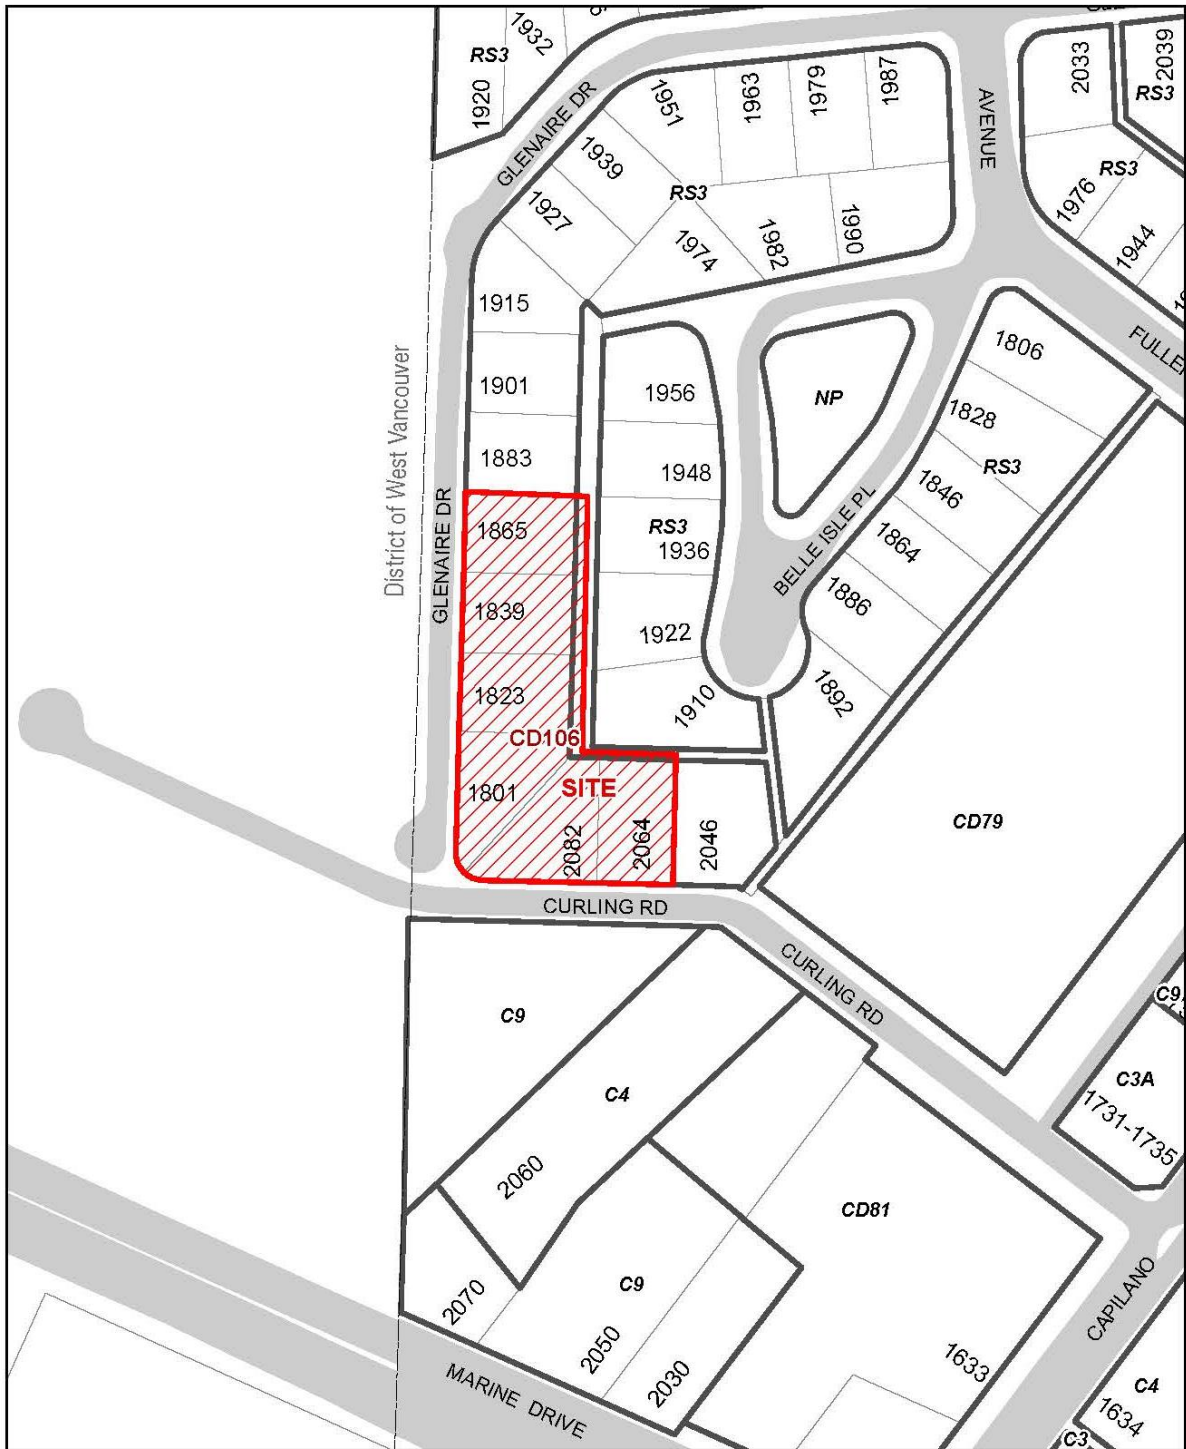 1932
RS3
1920
2033
2039
RS3
GLENAIRE DR
1951
1963
1979
1987
AVENUE
1939
1927
RS3
1974
1982
1990
RS3
1976
1944
1915
1901
1883
District of West Vancouver
GLENAIRE DR
1956
1948
RS3
1936
1922
1910
NP
BELLE ISLE PL
1806
1828
RS3
1846
1864
1886
1892
FULLE
1865
1839
1823
CD106
1801
SITE
2082
2064
2046
CD79
CURLING RD
CURLING RD
C9
C9
C3A
1731-1735
C4
2060
CD81
C9
2070
2050
2030
1633
CAPILANO
MARINE DRIVE
C4
1634
C3